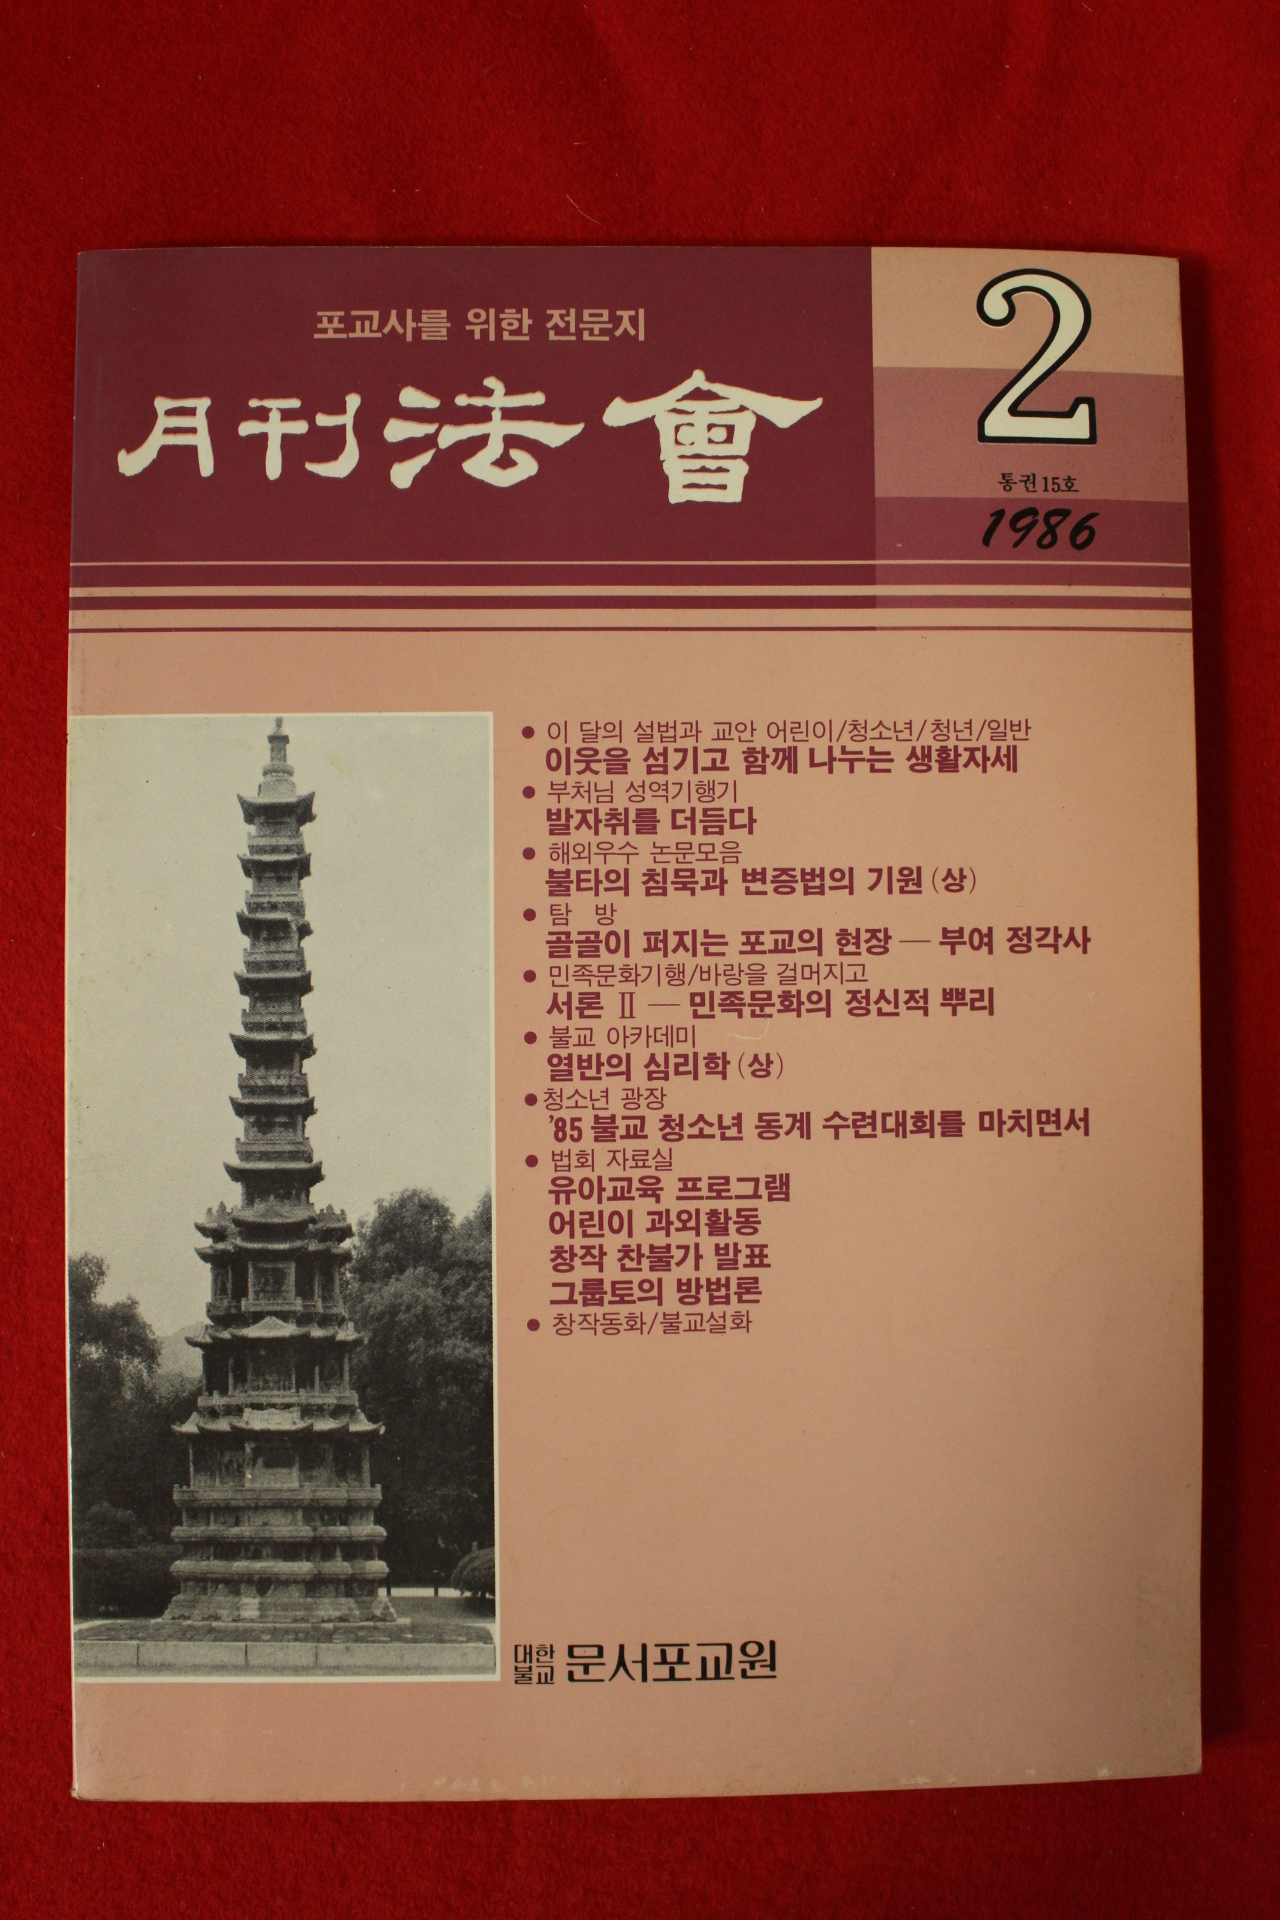 포교사를 위한 전문지
月刊法會
2
통권 15호
1986
● 이 달의 설법과 교안 어린이/청소년/청년/일반
이웃을 섬기고 함께 나누는 생활자세
● 부처님 성역기행기
발자취를 더듬다
● 해외우수 논문모음
불타의 침묵과 변증법의 기원(상)
● 탐 방
골골이 퍼지는 포교의 현장 — 부여 정각사
● 민족문화기행/바랑을 걸머지고
서론 Ⅱ — 민족문화의 정신적 뿌리
● 불교 아카데미
열반의 심리학(상)
● 청소년 광장
'85 불교 청소년 동계 수련대회를 마치면서
● 법회 자료실
유아교육 프로그램
어린이 과외활동
창작 찬불가 발표
그룹토의 방법론
● 창작동화/불교설화
대한불교 문서포교원